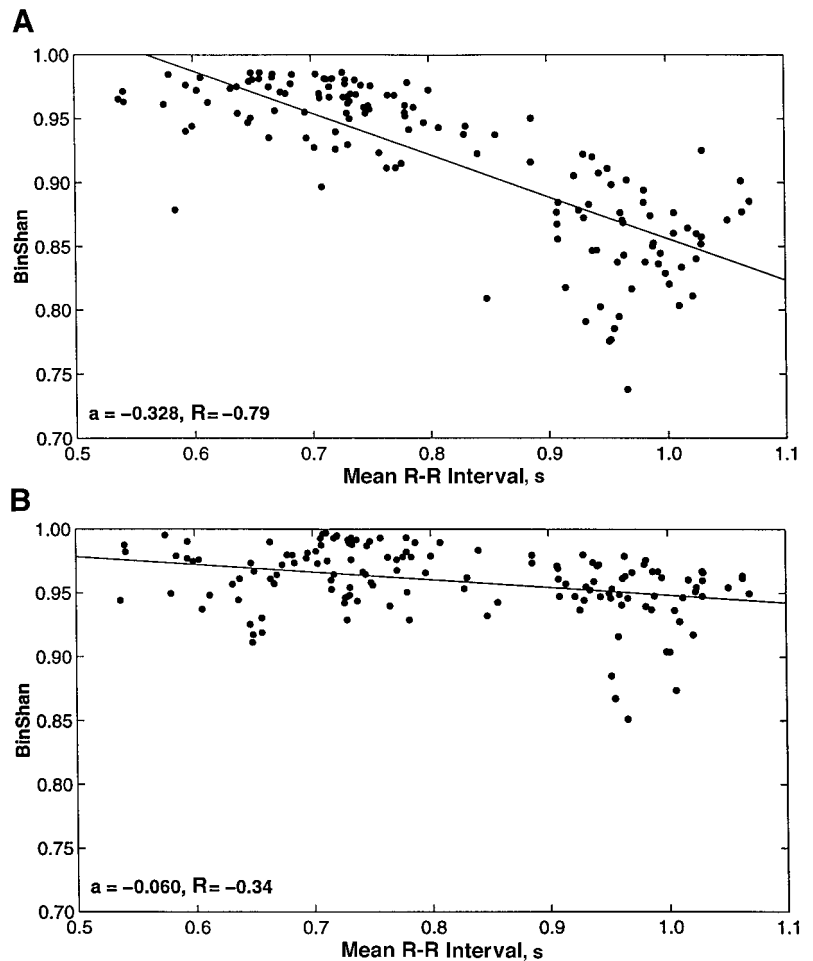 A
1.00
0.95
0.90
0.85
0.80
0.75
0.70
BinShan
a = −0.328, R= −0.79
0.5 0.6 0.7 0.8 0.9 1.0 1.1
Mean R-R Interval, s
B
1.00
0.95
0.90
0.85
0.80
0.75
0.70
BinShan
a = −0.060, R= −0.34
0.5 0.6 0.7 0.8 0.9 1.0 1.1
Mean R-R Interval, s